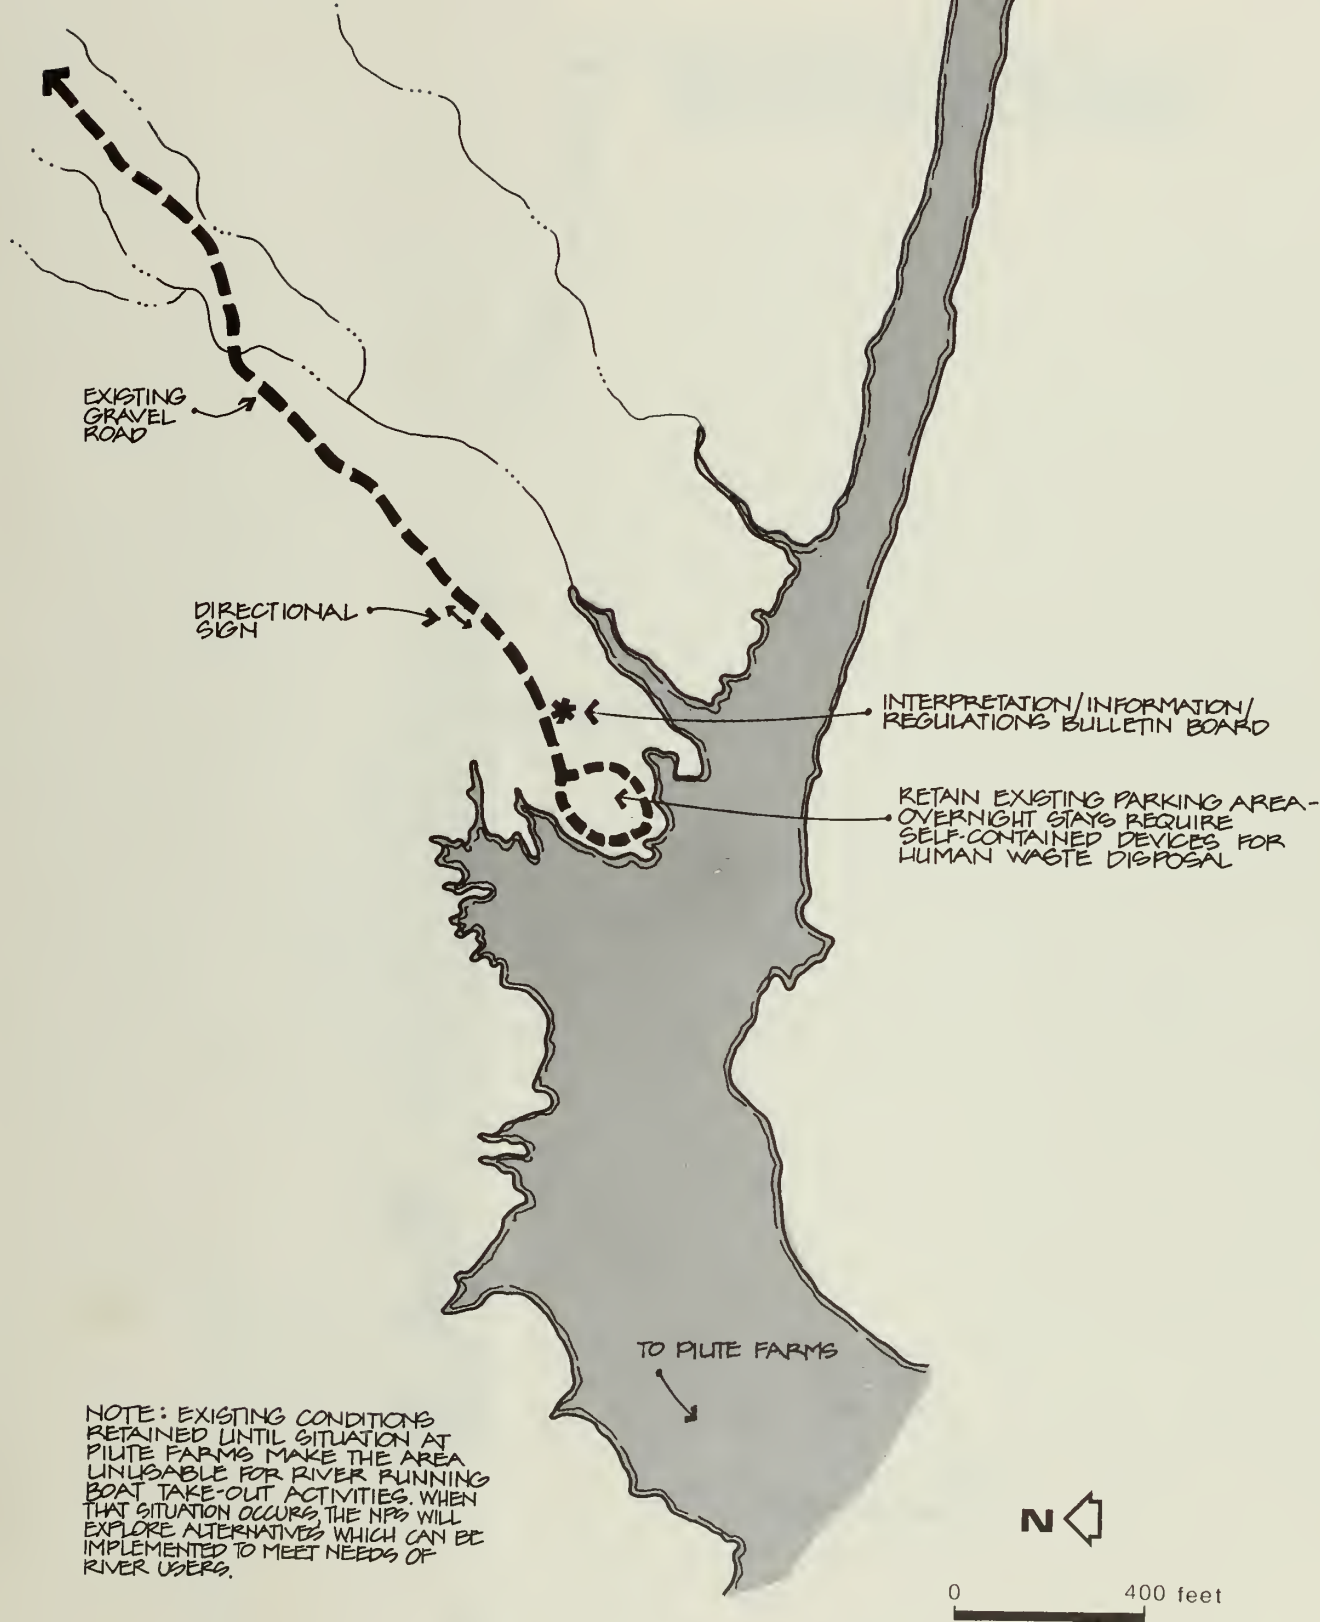 EXISTING
GRAVEL
ROAD
DIRECTIONAL
SIGN
INTERPRETATION/INFORMATION/
REGULATIONS BULLETIN BOARD
RETAIN EXISTING PARKING AREA-
OVERNIGHT STAYS REQUIRE
SELF-CONTAINED DEVICES FOR
HUMAN WASTE DISPOSAL
TO PIUTE FARMS
NOTE: EXISTING CONDITIONS
RETAINED UNTIL SITUATION AT
PIUTE FARMS MAKE THE AREA
UNUSABLE FOR RIVER RUNNING
BOAT TAKE-OUT ACTIVITIES. WHEN
THAT SITUATION OCCURS, THE NPS WILL
EXPLORE ALTERNATIVES WHICH CAN BE
IMPLEMENTED TO MEET NEEDS OF
RIVER USERS.
N
0 400 feet